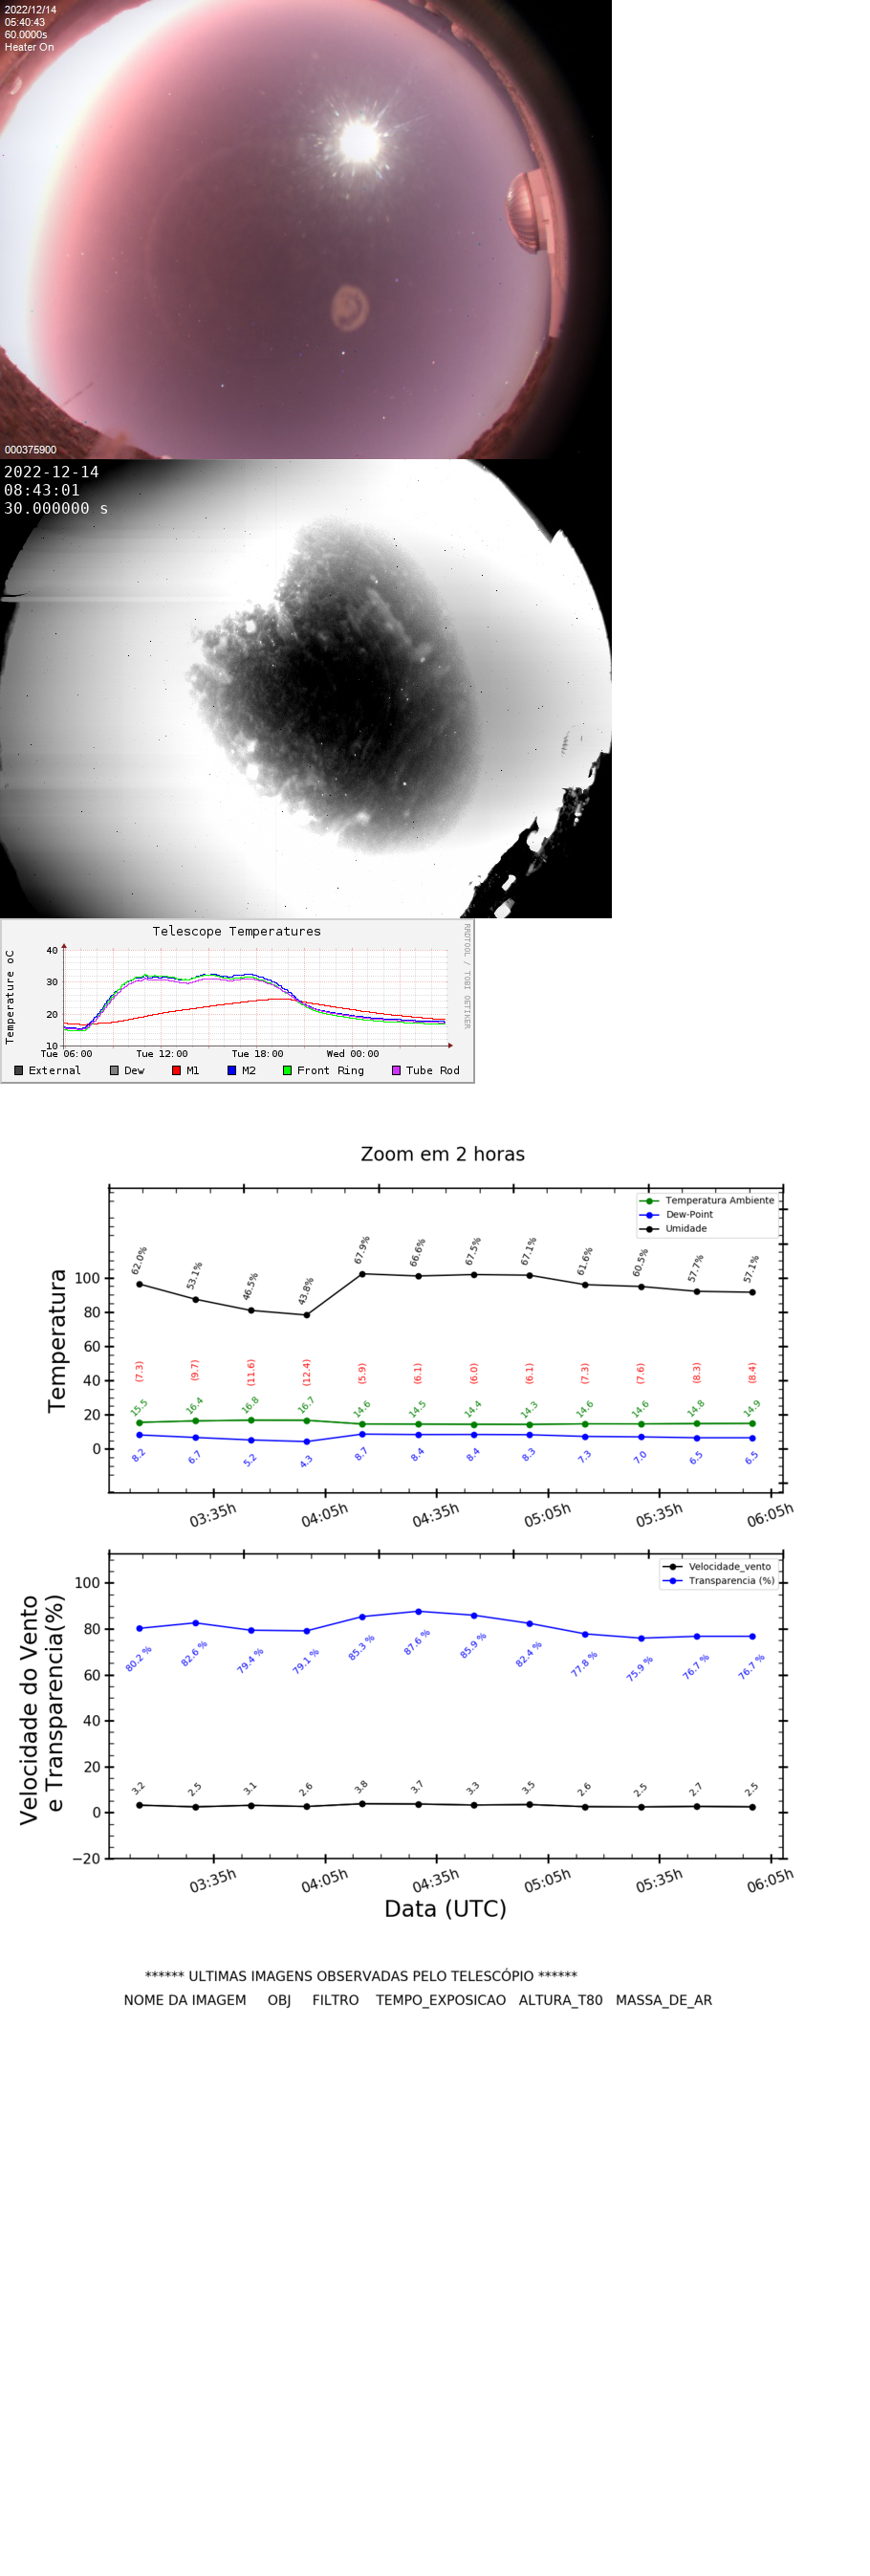 2022/12/14
05:40:43
60.0000s
Heater On
000375900
2022-12-14
08:43:01
30.000000 s
Telescope Temperatures
RRDTOOL / TOBI OETIKER
Temperature oC
40
30
20
10
Tue 06:00 Tue 12:00 Tue 18:00 Wed 00:00
External Dew M1 M2 Front Ring Tube Rod
Zoom em 2 horas
Temperatura Ambiente
Dew-Point
Umidade
Temperatura
100
80
60
40
20
0
62.0% 53.1% 46.5% 43.8% 67.9% 66.6% 67.5% 67.1% 61.6% 60.5% 57.7% 57.1%
(7.3) (9.7) (11.6) (12.4) (5.9) (6.1) (6.0) (6.1) (7.3) (7.6) (8.3) (8.4)
15.5 16.4 16.8 16.7 14.6 14.5 14.4 14.3 14.6 14.6 14.8 14.9
8.2 6.7 5.2 4.3 8.7 8.4 8.4 8.3 7.3 7.0 6.5 6.5
03:35h 04:05h 04:35h 05:05h 05:35h 06:05h
Velocidade_vento
Transparencia (%)
Velocidade do Vento
e Transparencia(%)
100
80
60
40
20
0
−20
80.2 % 82.6 % 79.4 % 79.1 % 85.3 % 87.6 % 85.9 % 82.4 % 77.8 % 75.9 % 76.7 % 76.7 %
3.2 2.5 3.1 2.6 3.8 3.7 3.3 3.5 2.6 2.5 2.7 2.5
03:35h 04:05h 04:35h 05:05h 05:35h 06:05h
Data (UTC)
****** ULTIMAS IMAGENS OBSERVADAS PELO TELESCÓPIO ******
NOME DA IMAGEM OBJ FILTRO TEMPO_EXPOSICAO ALTURA_T80 MASSA_DE_AR